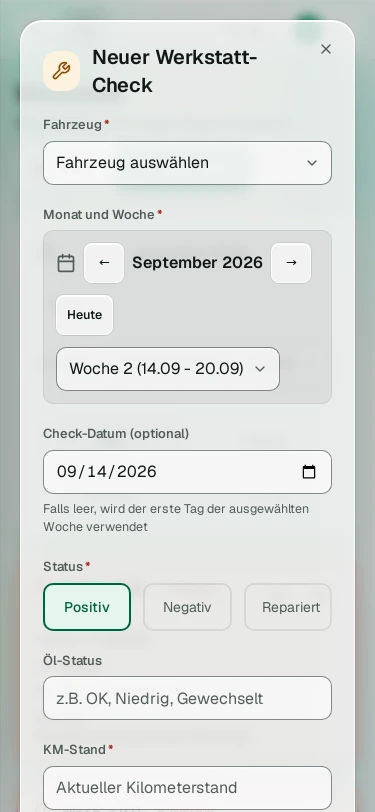 Neuer Werkstatt-
Check
×
Fahrzeug *
Fahrzeug auswählen
Monat und Woche *
← September 2026 →
Heute
Woche 2 (14.09 - 20.09)
Check-Datum (optional)
09/14/2026
Falls leer, wird der erste Tag der ausgewählten
Woche verwendet
Status *
Positiv Negativ Repariert
Öl-Status
z.B. OK, Niedrig, Gewechselt
KM-Stand *
Aktueller Kilometerstand